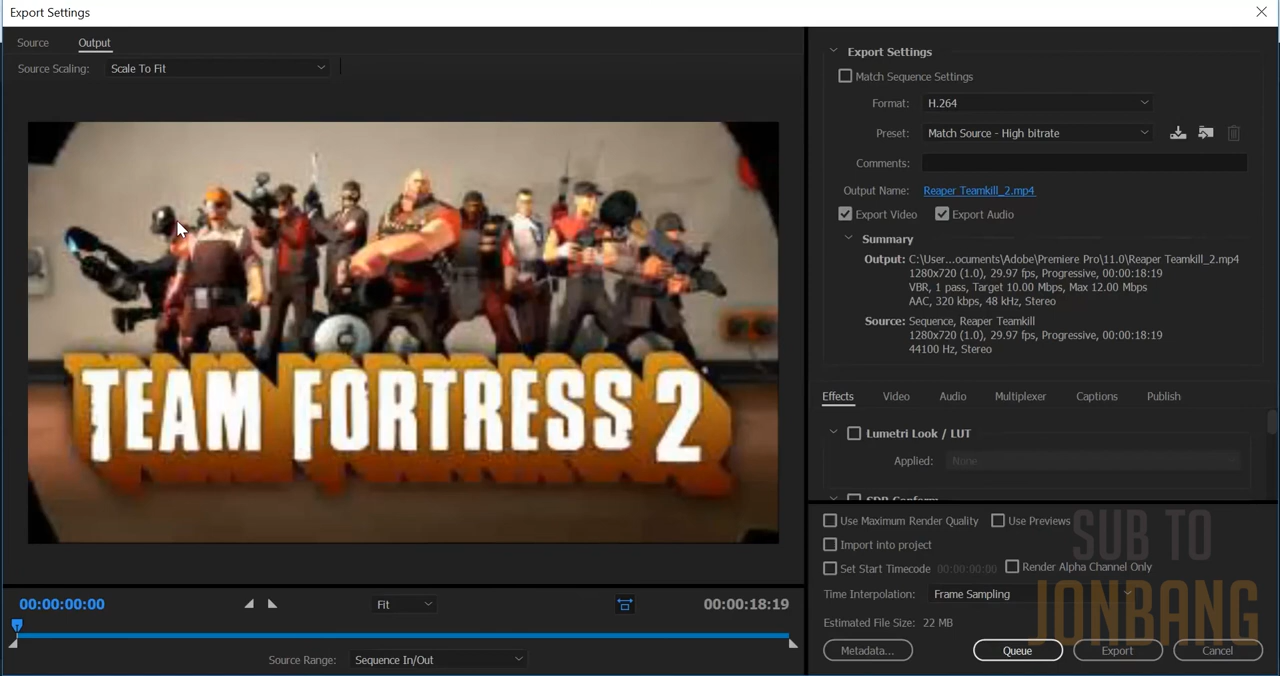 Export Settings
Source Output
Source Scaling: Scale To Fit
TEAM FORTRESS 2
00:00:00:00 Fit 00:00:18:19
Source Range: Sequence In/Out
Export Settings
Match Sequence Settings
Format: H.264
Preset: Match Source - High bitrate
Comments:
Output Name: Reaper Teamkill_2.mp4
Export Video Export Audio
Summary
Output: C:\User...ocuments\Adobe\Premiere Pro\11.0\Reaper Teamkill_2.mp4
1280x720 (1.0), 29.97 fps, Progressive, 00:00:18:19
VBR, 1 pass, Target 10.00 Mbps, Max 12.00 Mbps
AAC, 320 kbps, 48 kHz, Stereo
Source: Sequence, Reaper Teamkill
1280x720 (1.0), 29.97 fps, Progressive, 00:00:18:19
44100 Hz, Stereo
Effects Video Audio Multiplexer Captions Publish
Lumetri Look / LUT
Applied: None
SDR Conform
Use Maximum Render Quality Use Previews
Import into project
Set Start Timecode 00:00:00:00 Render Alpha Channel Only
Time Interpolation: Frame Sampling
Estimated File Size: 22 MB
Metadata... Queue Export Cancel
SUB TO
JONBANG